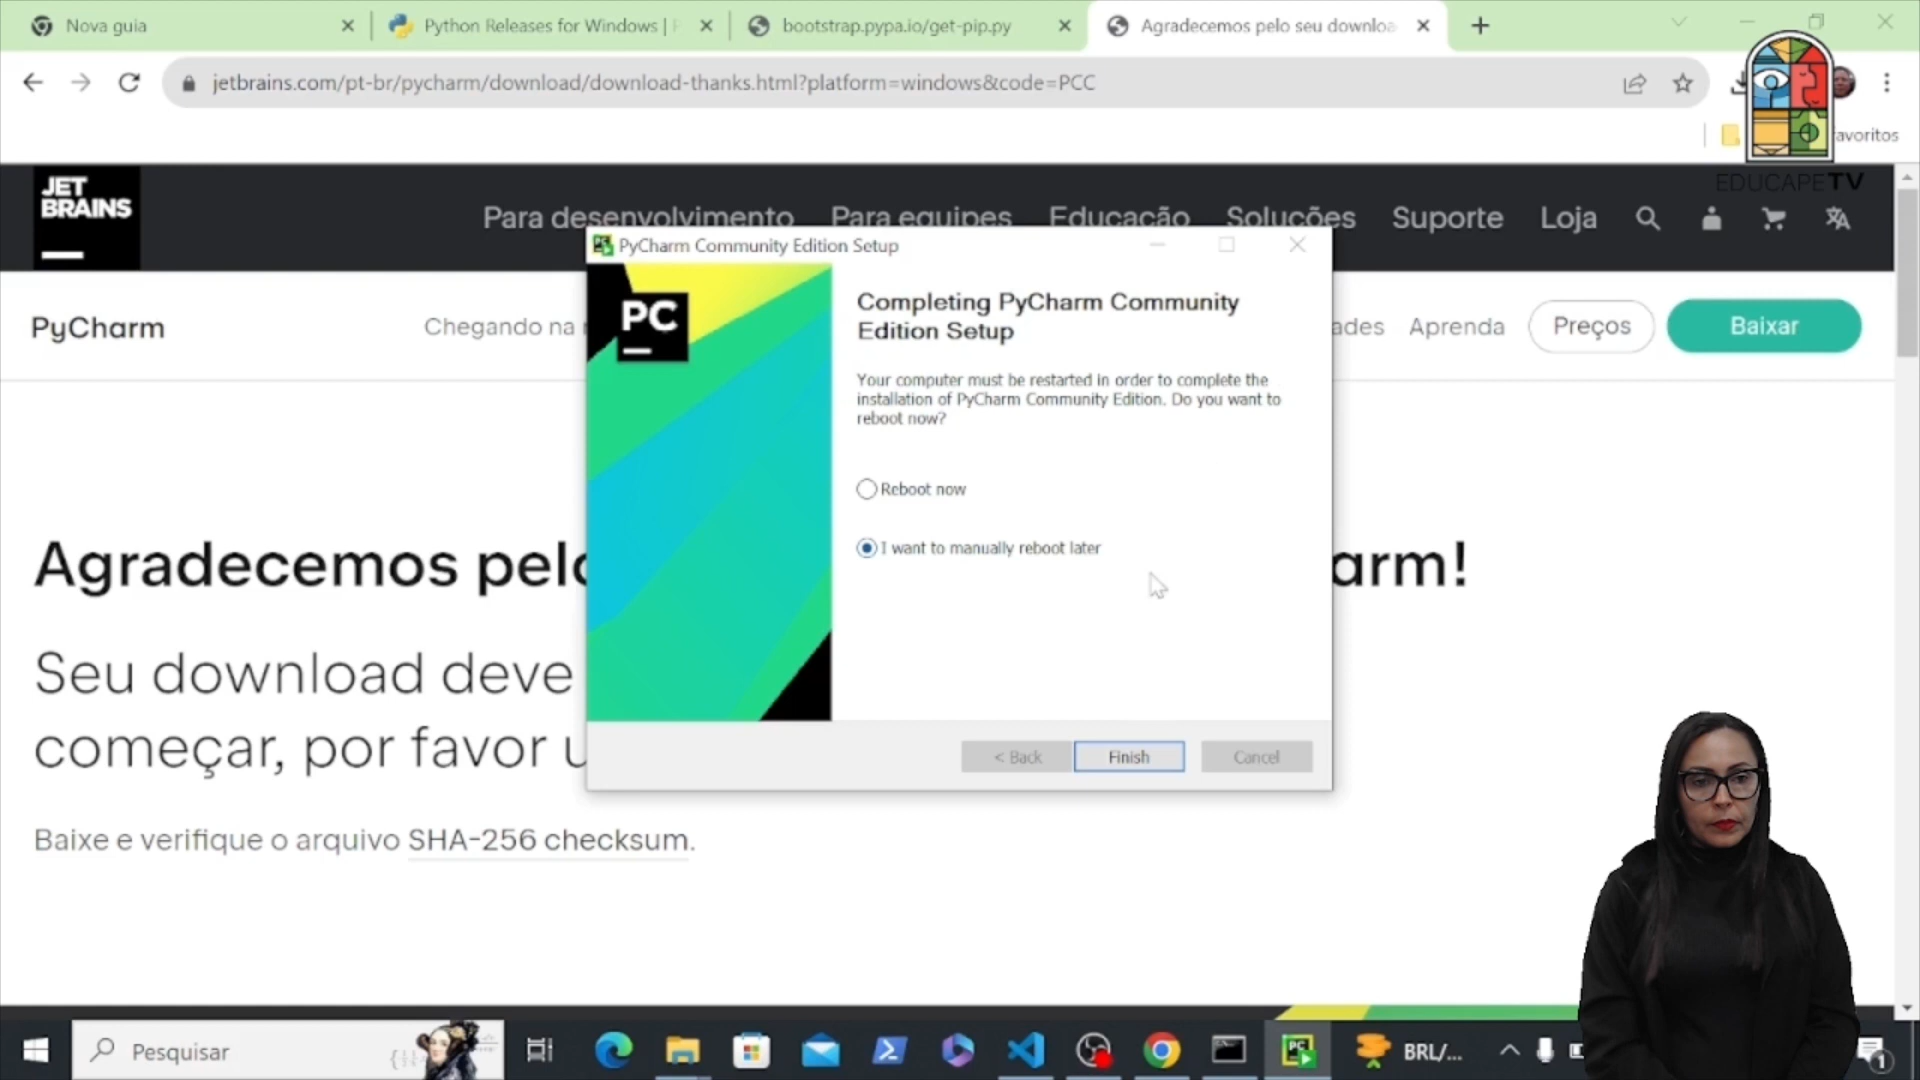 Nova guia
Python Releases for Windows | P
bootstrap.pypa.io/get-pip.py
Agradecemos pelo seu downloa
jetbrains.com/pt-br/pycharm/download/download-thanks.html?platform=windows&code=PCC
avoritos
EDUCAPETV
JET
BRAINS
Para desenvolvimento
Para equipes
Educação
Soluções
Suporte
Loja
PyCharm Community Edition Setup
PyCharm
Chegando na
ades
Aprenda
Preços
Baixar
PC
Completing PyCharm Community
Edition Setup
Your computer must be restarted in order to complete the
installation of PyCharm Community Edition. Do you want to
reboot now?
Reboot now
I want to manually reboot later
Agradecemos pelo
arm!
Seu download deve
começar, por favor u
< Back
Finish
Cancel
Baixe e verifique o arquivo SHA-256 checksum.
Pesquisar
PC
BRL/...
1